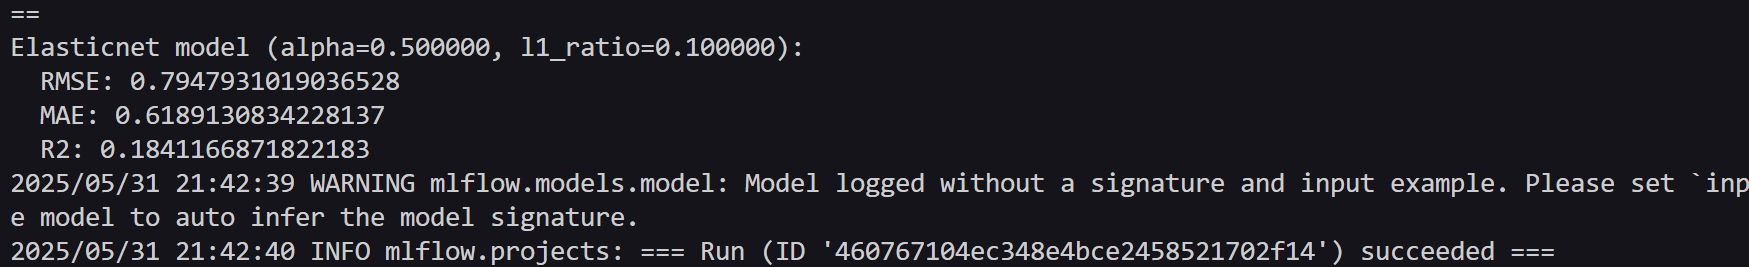 ==
Elasticnet model (alpha=0.500000, l1_ratio=0.100000):
  RMSE: 0.7947931019036528
  MAE: 0.6189130834228137
  R2: 0.1841166871822183
2025/05/31 21:42:39 WARNING mlflow.models.model: Model logged without a signature and input example. Please set `inp
e model to auto infer the model signature.
2025/05/31 21:42:40 INFO mlflow.projects: === Run (ID '460767104ec348e4bce2458521702f14') succeeded ===